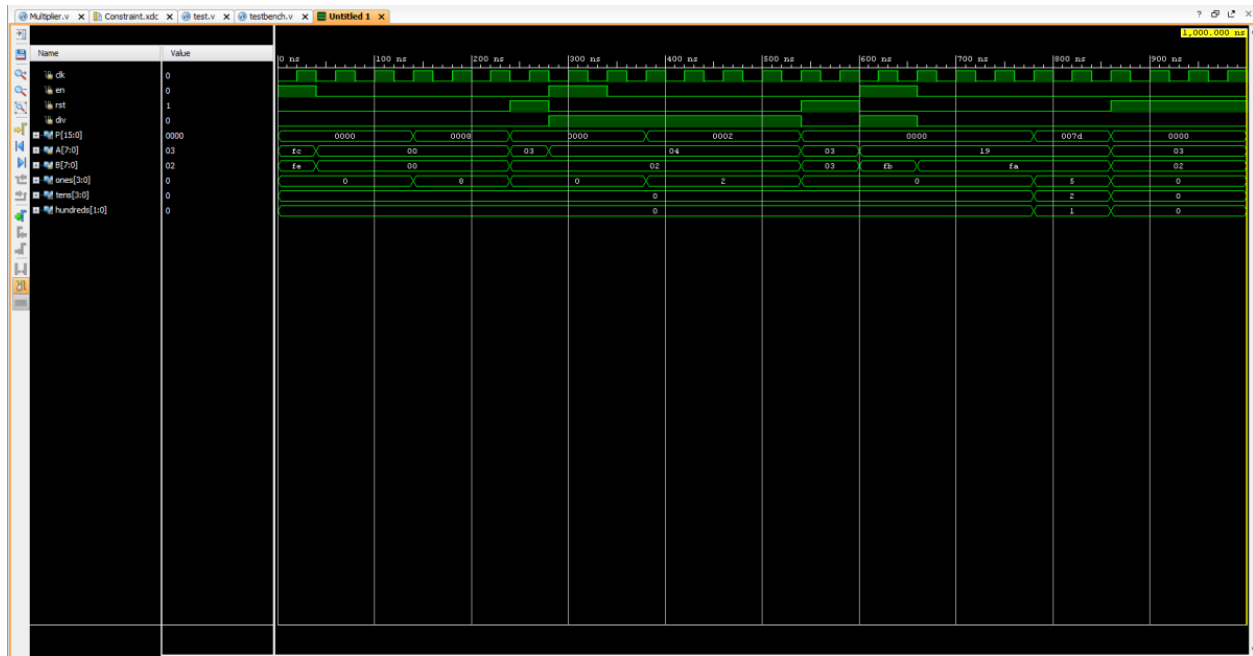 Multiplier.v Constraint.xdc test.v testbench.v Untitled 1
1,000.000 ns
Name Value
0 ns 100 ns 200 ns 300 ns 400 ns 500 ns 600 ns 700 ns 800 ns 900 ns
clk 0
en 0
rst 1
div 0
P[15:0] 0000 0000 0008 0000 0002 0000 007d 0000
A[7:0] 03 fc 00 03 04 03 19 03
B[7:0] 02 fe 00 02 03 fb fa 02
ones[3:0] 0 0 8 0 2 0 5 0
tens[3:0] 0 0 2 0
hundreds[1:0] 0 0 1 0